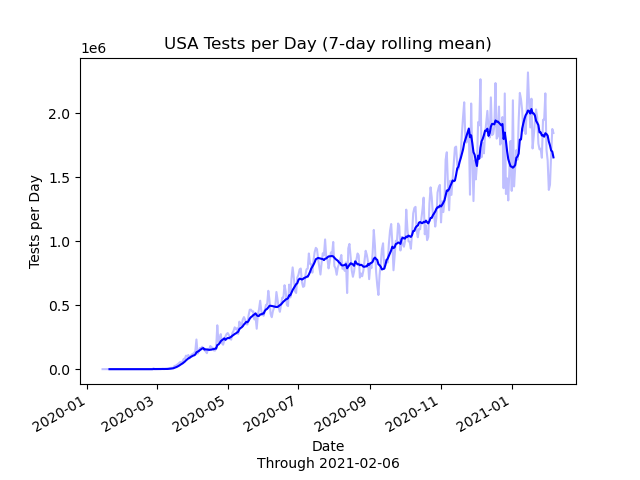 USA Tests per Day (7-day rolling mean)
1e6
2.0
1.5
1.0
0.5
0.0
Tests per Day
2020-01
2020-03
2020-05
2020-07
2020-09
2020-11
2021-01
Date
Through 2021-02-06